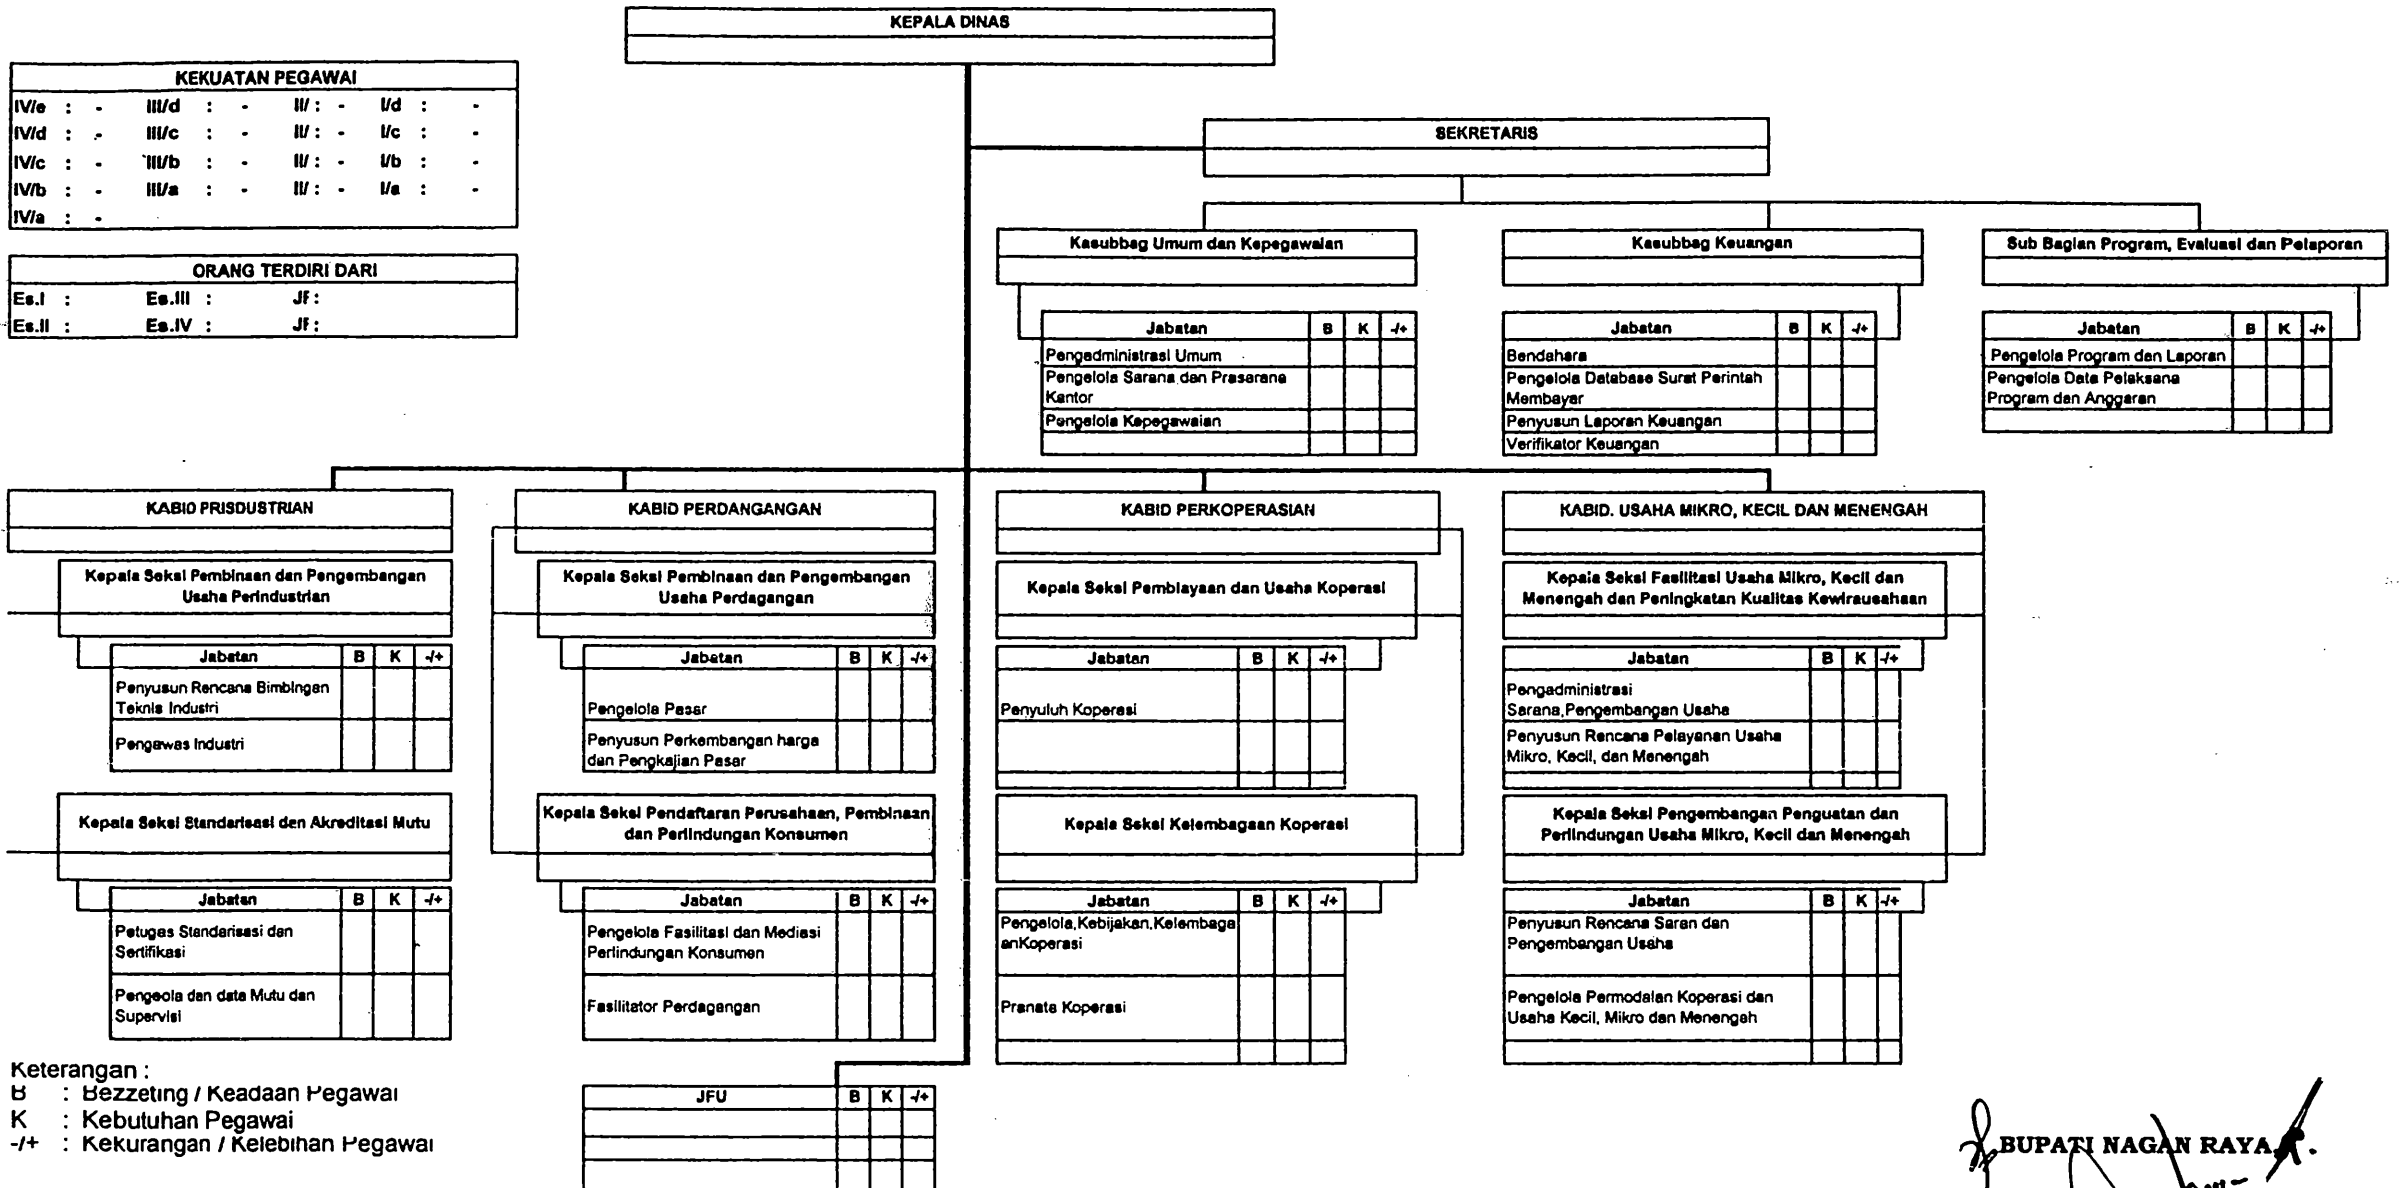 KEPALA DINAS
KEKUATAN PEGAWAI
IV/e : - III/d : - II/ : - I/d : -
IV/d : - III/c : - II/ : - I/c : -
IV/c : - III/b : - II/ : - I/b : -
IV/b : - III/a : - II/ : - I/a : -
IV/a : -
ORANG TERDIRI DARI
Es.I : Es.III : Jf :
Es.II : Es.IV : Jf :
SEKRETARIS
Kasubbag Umum dan Kepegawaian
Jabatan B K -/+
Pengadministrasi Umum
Pengelola Sarana dan Prasarana
Kantor
Pengelola Kepegawaian
Kasubbag Keuangan
Jabatan B K -/+
Bendahara
Pengelola Database Surat Perintah
Membayar
Penyusun Laporan Keuangan
Verifikator Keuangan
Sub Bagian Program, Evaluasi dan Pelaporan
Jabatan B K -/+
Pengelola Program dan Laporan
Pengelola Data Pelaksana
Program dan Anggaran
KABID PRISDUSTRIAN
Kepala Seksi Pembinaan dan Pengembangan
Usaha Perindustrian
Jabatan B K -/+
Penyusun Rencana Bimbingan
Teknis Industri
Pengawas Industri
Kepala Seksi Standarisasi dan Akreditasi Mutu
Jabatan B K -/+
Petugas Standarisasi dan
Sertifikasi
Pengeola dan data Mutu dan
Supervisi
KABID PERDANGANGAN
Kepala Seksi Pembinaan dan Pengembangan
Usaha Perdagangan
Jabatan B K -/+
Pengelola Pasar
Penyusun Perkembangan harga
dan Pengkajian Pasar
Kepala Seksi Pendaftaran Perusahaan, Pembinaan
dan Perlindungan Konsumen
Jabatan B K -/+
Pengelola Fasilitasi dan Mediasi
Perlindungan Konsumen
Fasilitator Perdagangan
KABID PERKOPERASIAN
Kepala Seksi Pembiayaan dan Usaha Koperasi
Jabatan B K -/+
Penyuluh Koperasi
Kepala Seksi Kelembagaan Koperasi
Jabatan B K -/+
Pengelola,Kebijakan,Kelembaga
anKoperasi
Pranata Koperasi
KABID. USAHA MIKRO, KECIL DAN MENENGAH
Kepala Seksi Fasilitasi Usaha Mikro, Kecil dan
Menengah dan Peningkatan Kualitas Kewirausahaan
Jabatan B K -/+
Pengadministrasi
Sarana,Pengembangan Usaha
Penyusun Rencana Pelayanan Usaha
Mikro, Kecil, dan Menengah
Kepala Seksi Pengembangan Penguatan dan
Perlindungan Usaha Mikro, Kecil dan Menengah
Jabatan B K -/+
Penyusun Rencana Saran dan
Pengembangan Usaha
Pengelola Permodalan Koperasi dan
Usaha Kecil, Mikro dan Menengah
JFU B K -/+
Keterangan :
B : Bezzeting / Keadaan Pegawai
K : Kebutuhan Pegawai
-/+ : Kekurangan / Kelebihan Pegawai
BUPATI NAGAN RAYA